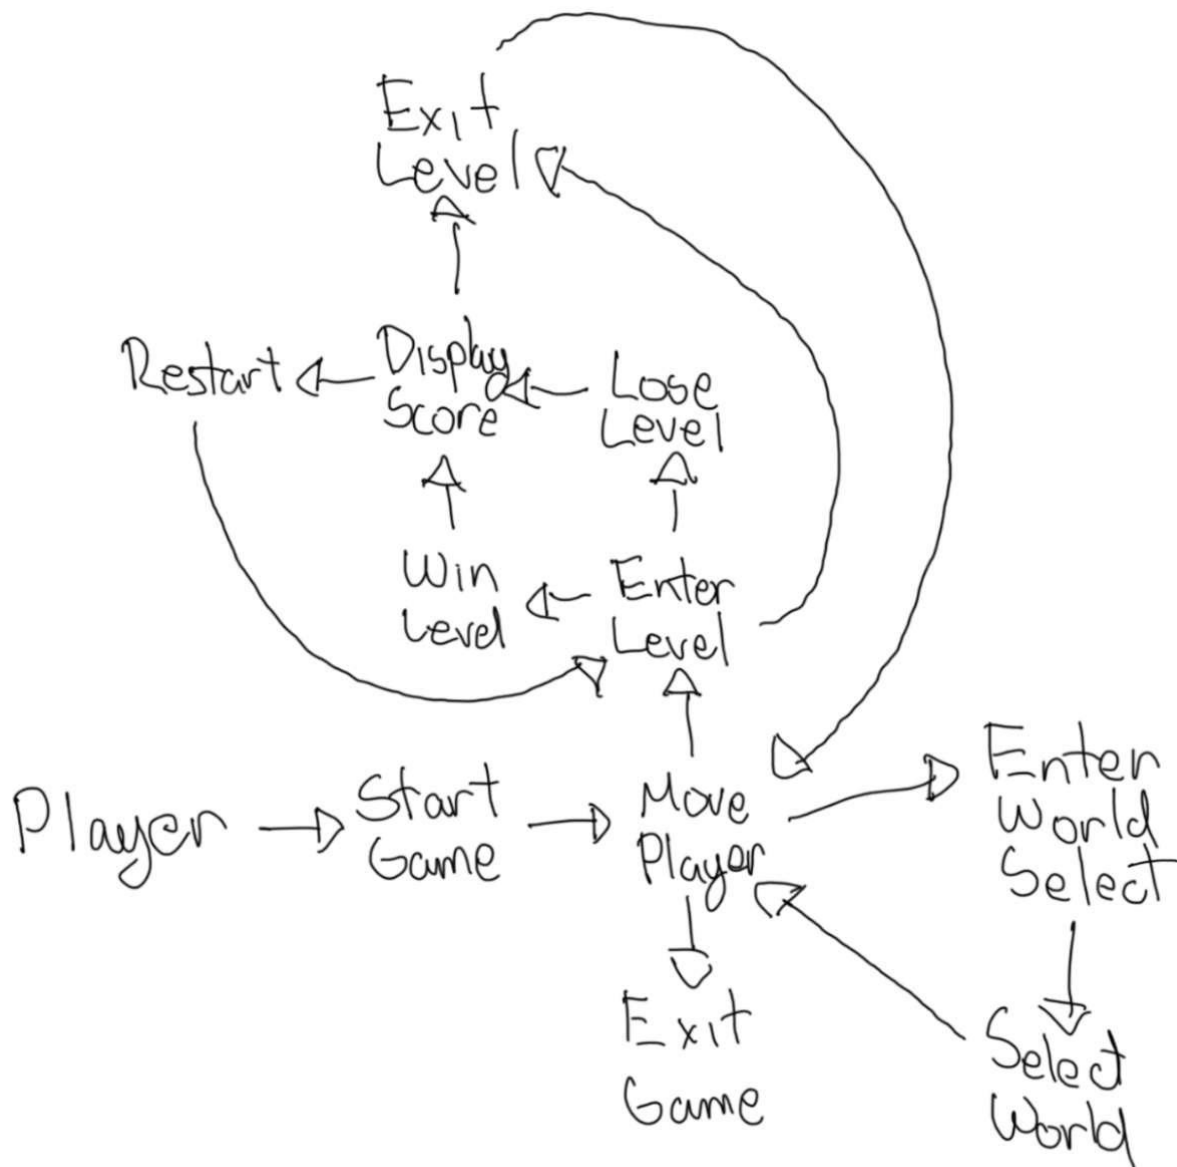 Exit
Level
Restart
Display
Score
Lose
Level
Win
Level
Enter
Level
Player
Start
Game
Move
Player
Enter
World
Select
Exit
Game
Select
World